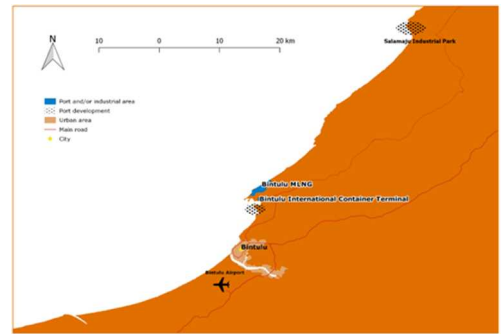 N
10 0 10 20 km
Salamaju Industrial Park
Port and/or industrial area
Port development
Urban area
Main road
City
Bintulu MLNG
Bintulu International Container Terminal
Bintulu
Bintulu Airport